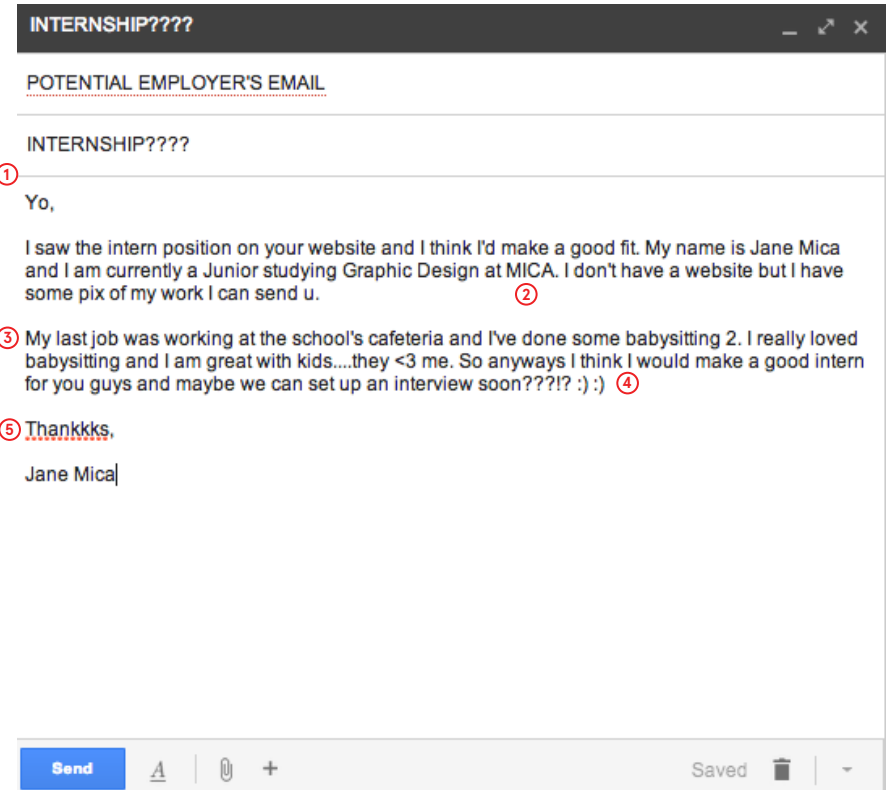 INTERNSHIP????
POTENTIAL EMPLOYER'S EMAIL
INTERNSHIP????
1
Yo,
I saw the intern position on your website and I think I'd make a good fit. My name is Jane Mica
and I am currently a Junior studying Graphic Design at MICA. I don't have a website but I have
some pix of my work I can send u.
2
3 My last job was working at the school's cafeteria and I've done some babysitting 2. I really loved
babysitting and I am great with kids....they <3 me. So anyways I think I would make a good intern
for you guys and maybe we can set up an interview soon???!? :) :) 4
5 Thankkks,
Jane Mica
Send A Saved